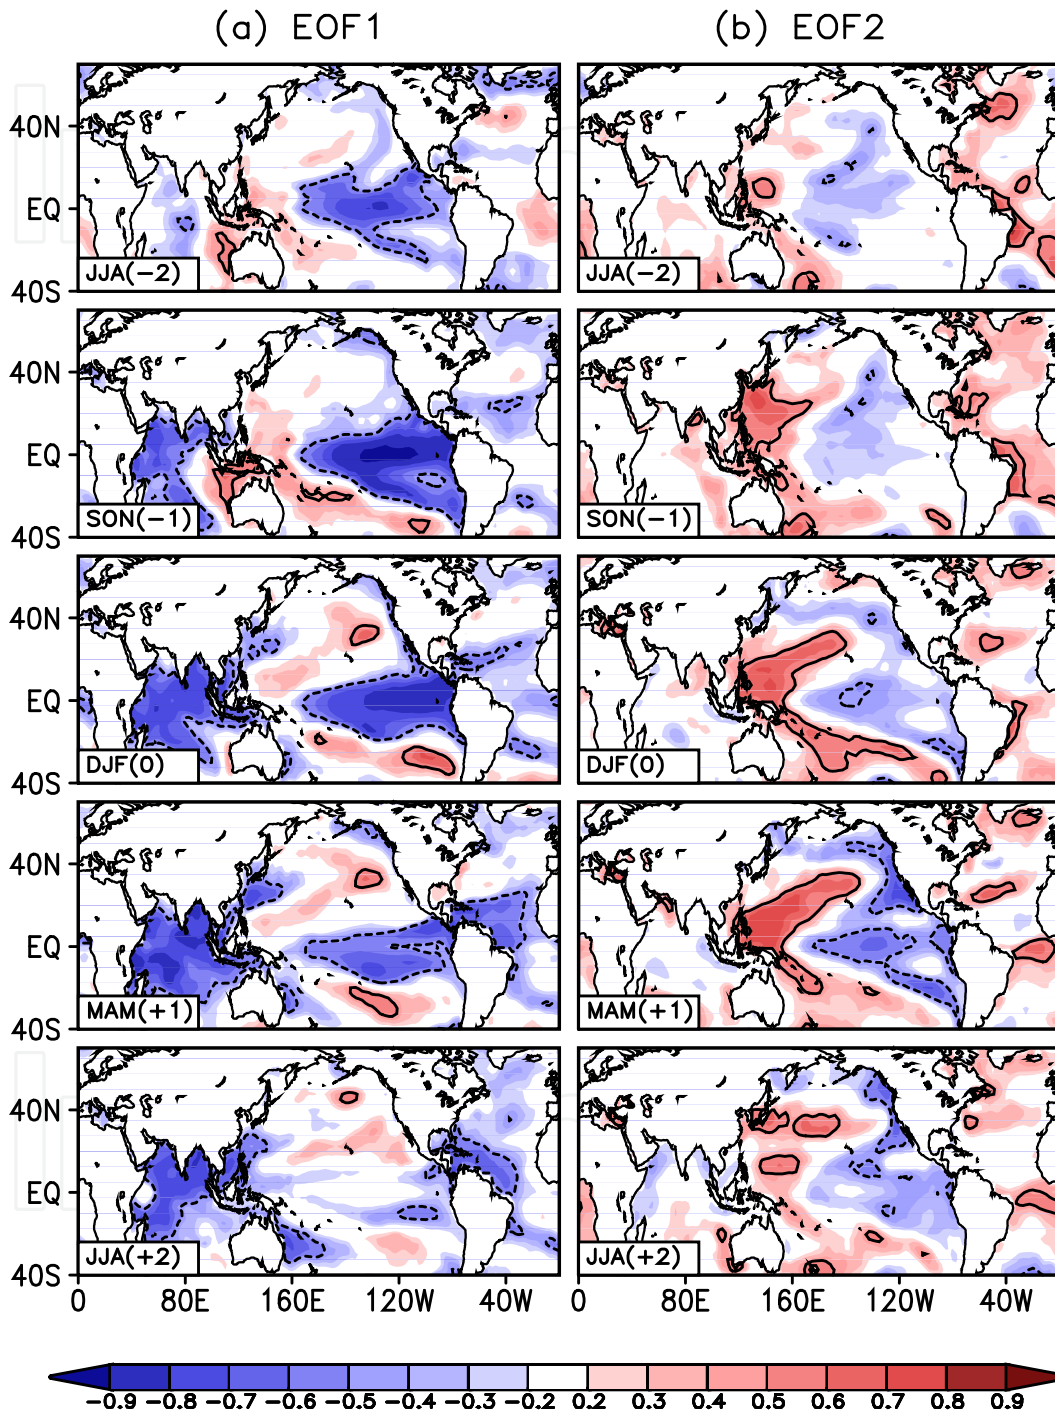 (a) EOF1
(b) EOF2
40N
EQ
40S
JJA(-2)
JJA(-2)
40N
EQ
40S
SON(-1)
SON(-1)
40N
EQ
40S
DJF(0)
DJF(0)
40N
EQ
40S
MAM(+1)
MAM(+1)
40N
EQ
40S
JJA(+2)
JJA(+2)
0 80E 160E 120W 40W 0 80E 160E 120W 40W
-0.9 -0.8 -0.7 -0.6 -0.5 -0.4 -0.3 -0.2 0.2 0.3 0.4 0.5 0.6 0.7 0.8 0.9